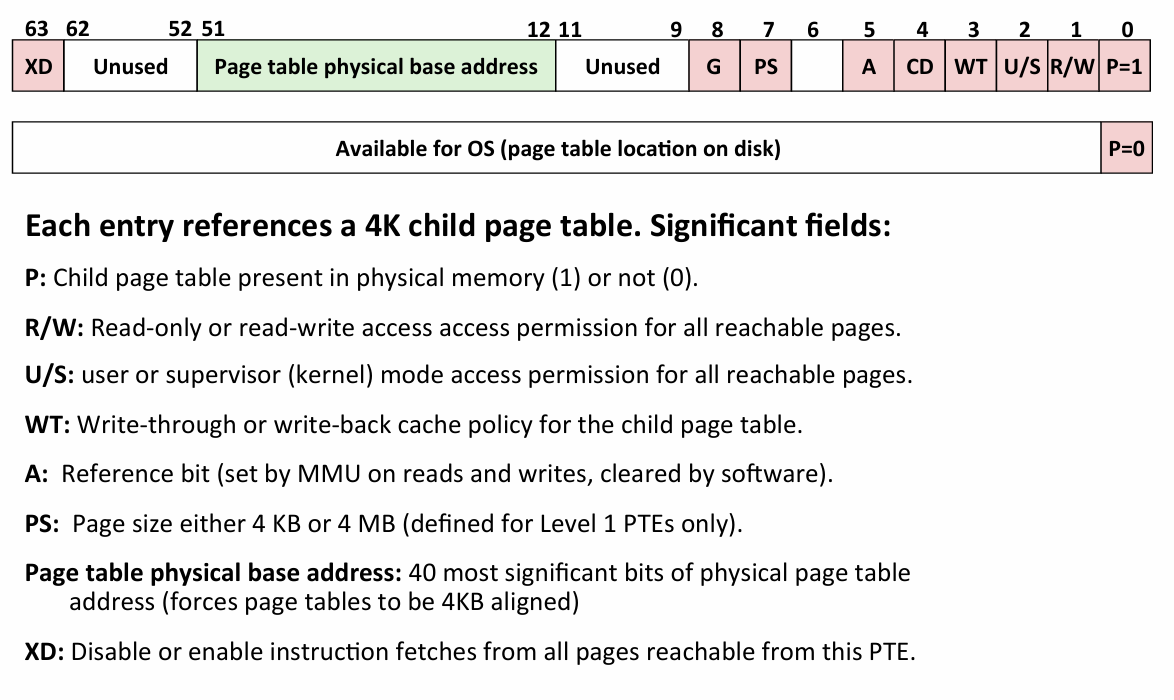 63 62 52 51 12 11 9 8 7 6 5 4 3 2 1 0
XD Unused Page table physical base address Unused G PS A CD WT U/S R/W P=1
Available for OS (page table location on disk) P=0
Each entry references a 4K child page table. Significant fields:
P: Child page table present in physical memory (1) or not (0).
R/W: Read-only or read-write access access permission for all reachable pages.
U/S: user or supervisor (kernel) mode access permission for all reachable pages.
WT: Write-through or write-back cache policy for the child page table.
A: Reference bit (set by MMU on reads and writes, cleared by software).
PS: Page size either 4 KB or 4 MB (defined for Level 1 PTEs only).
Page table physical base address: 40 most significant bits of physical page table
address (forces page tables to be 4KB aligned)
XD: Disable or enable instruction fetches from all pages reachable from this PTE.